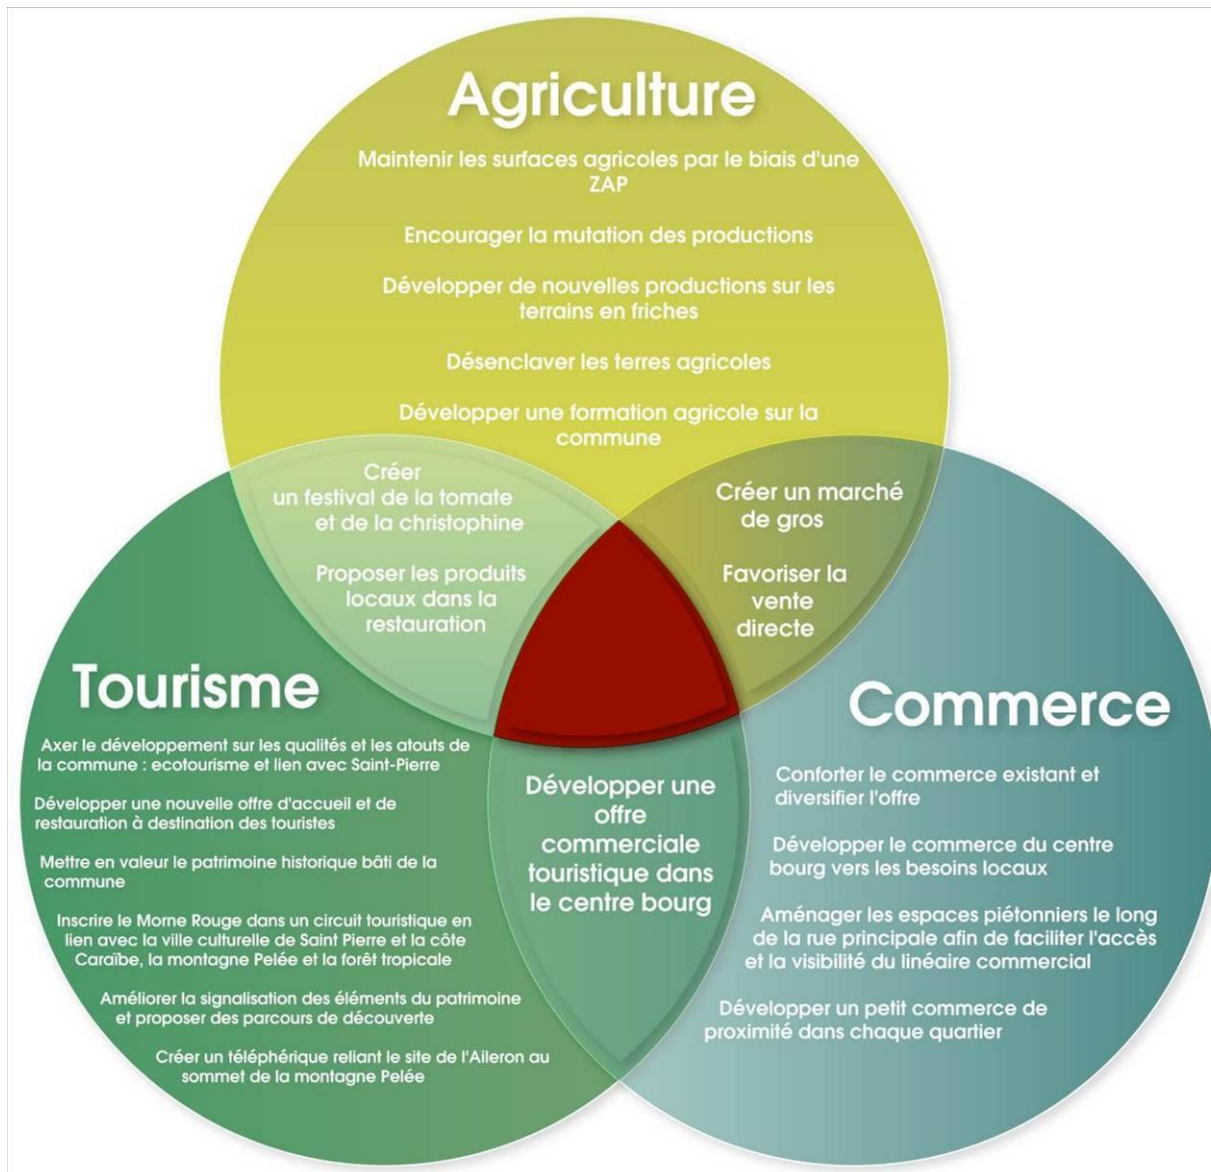 Agriculture
Maintenir les surfaces agricoles par le biais d'une
ZAP
Encourager la mutation des productions
Développer de nouvelles productions sur les
terrains en friches
Désenclaver les terres agricoles
Développer une formation agricole sur la
commune
Créer
un festival de la tomate
et de la christophine
Proposer les produits
locaux dans la
restauration
Créer un marché
de gros
Favoriser la
vente
directe
Tourisme
Axer le développement sur les qualités et les atouts de
la commune : ecotourisme et lien avec Saint-Pierre
Développer une nouvelle offre d'accueil et de
restauration à destination des touristes
Mettre en valeur le patrimoine historique bâti de la
commune
Inscrire le Morne Rouge dans un circuit touristique en
lien avec la ville culturelle de Saint Pierre et la côte
Caraïbe, la montagne Pelée et la forêt tropicale
Améliorer la signalisation des éléments du patrimoine
et proposer des parcours de découverte
Créer un téléphérique reliant le site de l'Aileron au
sommet de la montagne Pelée
Développer une
offre
commerciale
touristique dans
le centre bourg
Commerce
Conforter le commerce existant et
diversifier l'offre
Développer le commerce du centre
bourg vers les besoins locaux
Aménager les espaces piétonniers le long
de la rue principale afin de faciliter l'accès
et la visibilité du linéaire commercial
Développer un petit commerce de
proximité dans chaque quartier